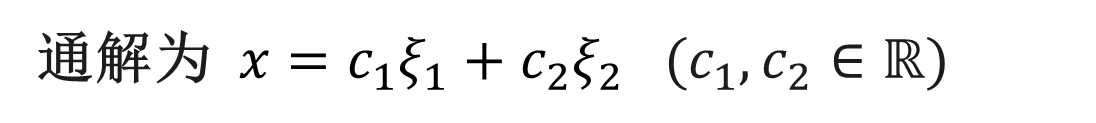 通解为 x = c₁ξ₁ + c₂ξ₂ (c₁, c₂ ∈ ℝ)